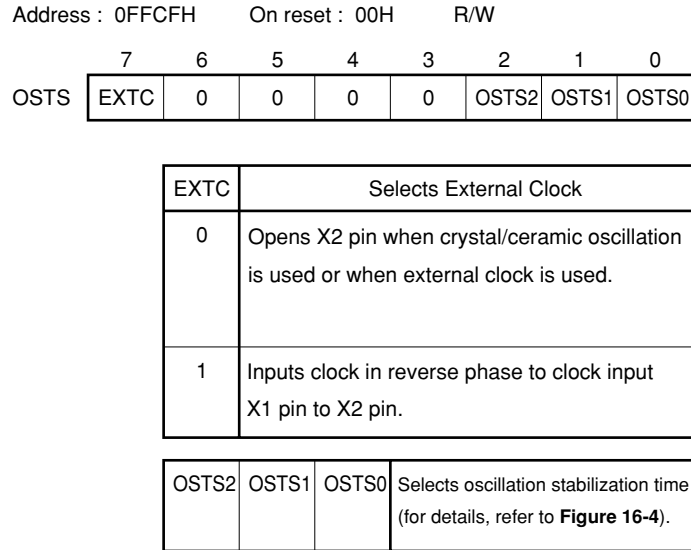 Address : 0FFCFH On reset : 00H R/W
7 6 5 4 3 2 1 0
OSTS EXTC 0 0 0 0 OSTS2 OSTS1 OSTS0
EXTC Selects External Clock
0 Opens X2 pin when crystal/ceramic oscillation
is used or when external clock is used.
1 Inputs clock in reverse phase to clock input
X1 pin to X2 pin.
OSTS2 OSTS1 OSTS0 Selects oscillation stabilization time
(for details, refer to Figure 16-4).